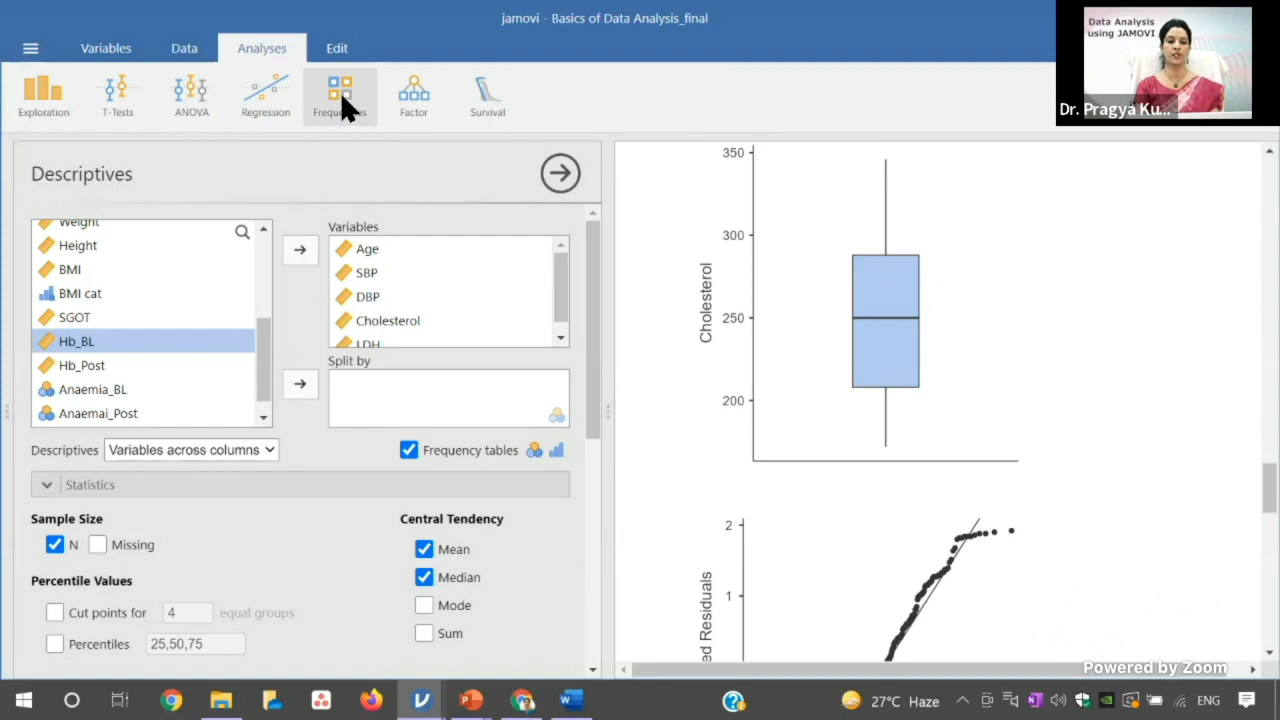 jamovi - Basics of Data Analysis_final
Variables
Data
Analyses
Edit
Data Analysis
using JAMOVI
Dr. Pragya Ku...
Exploration
T-Tests
ANOVA
Regression
Factor
Survival
Descriptives
Weight
Height
BMI
BMI cat
SGOT
Hb_BL
Hb_Post
Anaemia_BL
Anaemai_Post
Variables
Age
SBP
DBP
Cholesterol
LDH
Split by
Descriptives Variables across columns
Frequency tables
Statistics
Sample Size
N Missing
Percentile Values
Cut points for 4 equal groups
Percentiles 25,50,75
Central Tendency
Mean
Median
Mode
Sum
350
300
250
200
Cholesterol
2
1
ed Residuals
Powered by Zoom
27°C Haze
ENG